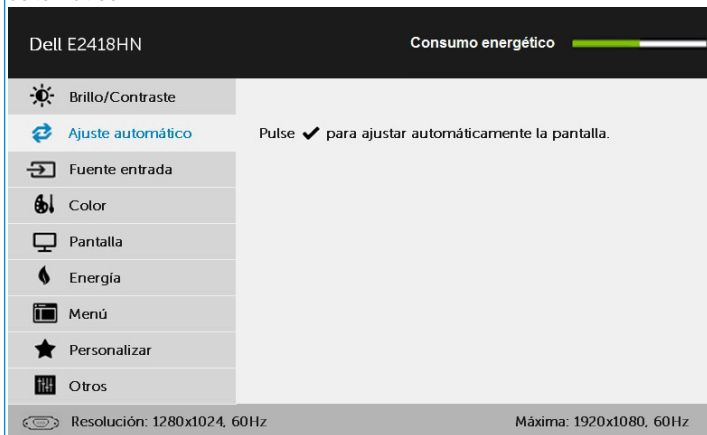 Dell E2418HN
Consumo energético
Brillo/Contraste
Ajuste automático
Pulse para ajustar automáticamente la pantalla.
Fuente entrada
Color
Pantalla
Energía
Menú
Personalizar
Otros
Resolución: 1280x1024, 60Hz
Máxima: 1920x1080, 60Hz